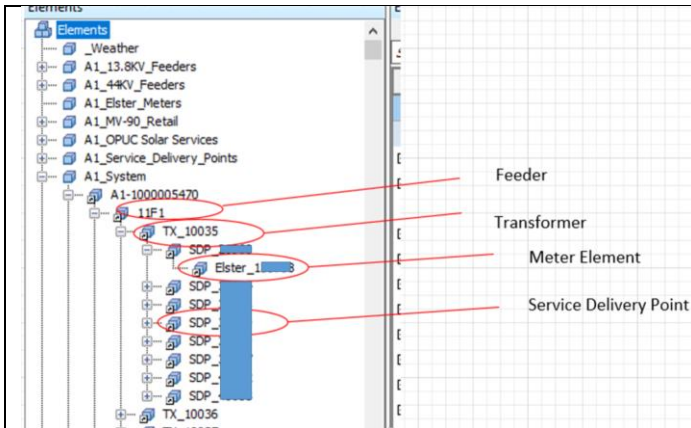 Elements
Elements
_Weather
A1_13.8KV_Feeders
A1_44KV_Feeders
A1_Elster_Meters
A1_MV-90_Retail
A1_OPUC Solar Services
A1_Service_Delivery_Points
A1_System
A1-1000005470
11F1
TX_10035
SDP_
Elster_1 8
SDP_
SDP_
SDP_
SDP_
SDP_
SDP_
SDP_
TX_10036
Feeder
Transformer
Meter Element
Service Delivery Point